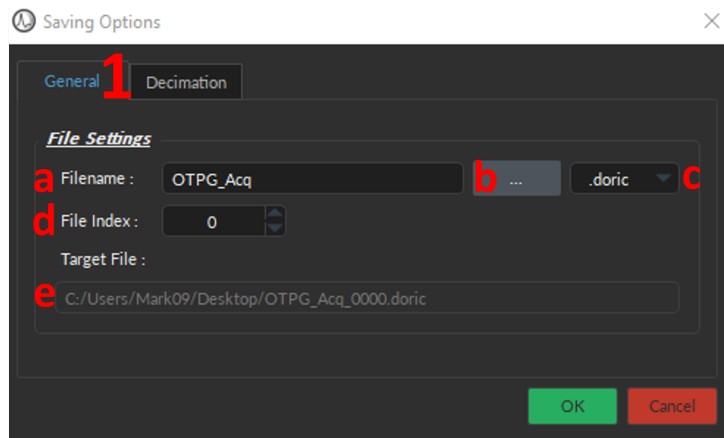 Saving Options
General 1 Decimation
File Settings
a Filename : OTPG_Acq b ... .doric c
d File Index : 0
Target File :
e C:/Users/Mark09/Desktop/OTPG_Acq_0000.doric
OK Cancel